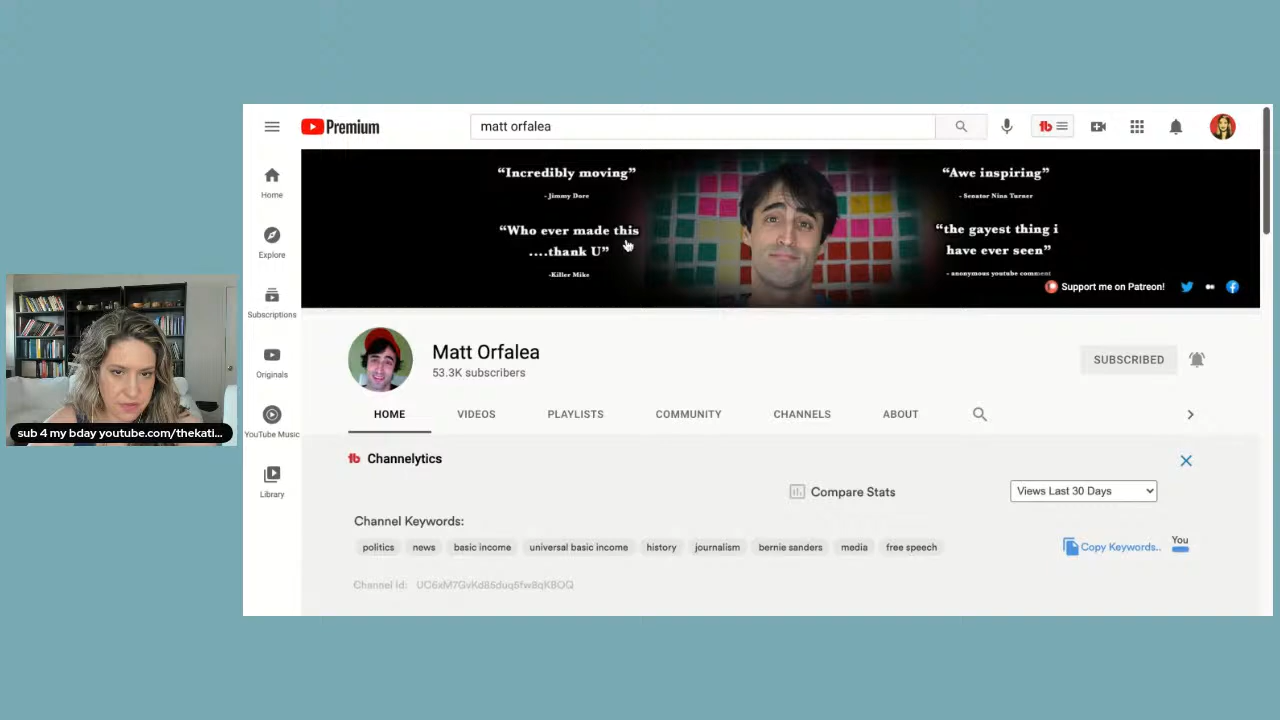 Premium
matt orfalea
Home
Explore
Subscriptions
Originals
YouTube Music
Library
“Incredibly moving”
- Jimmy Dore
“Who ever made this
....thank U”
-Killer Mike
“Awe inspiring”
- Senator Nina Turner
“the gayest thing i
have ever seen”
- anonymous youtube comment
Support me on Patreon!
Matt Orfalea
53.3K subscribers
SUBSCRIBED
HOME VIDEOS PLAYLISTS COMMUNITY CHANNELS ABOUT
tb Channelytics
Compare Stats
Views Last 30 Days
Channel Keywords:
politics news basic income universal basic income history journalism bernie sanders media free speech
Copy Keywords..
You
Channel Id:
sub 4 my bday youtube.com/thekati...